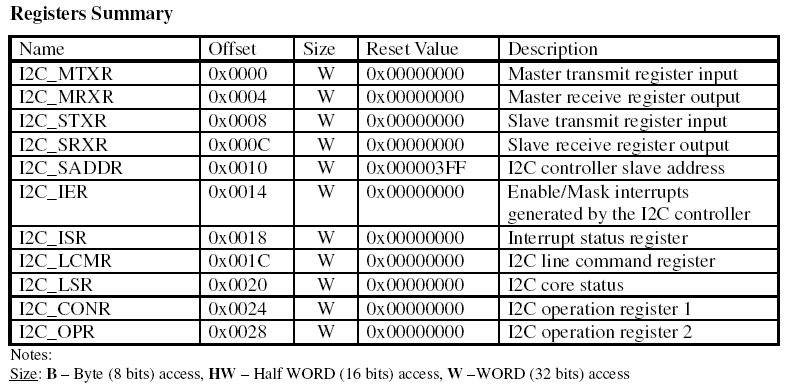 Registers Summary
Name Offset Size Reset Value Description
I2C_MTXR 0x0000 W 0x00000000 Master transmit register input
I2C_MRXR 0x0004 W 0x00000000 Master receive register output
I2C_STXR 0x0008 W 0x00000000 Slave transmit register input
I2C_SRXR 0x000C W 0x00000000 Slave receive register output
I2C_SADDR 0x0010 W 0x000003FF I2C controller slave address
I2C_IER 0x0014 W 0x00000000 Enable/Mask interrupts
generated by the I2C controller
I2C_ISR 0x0018 W 0x00000000 Interrupt status register
I2C_LCMR 0x001C W 0x00000000 I2C line command register
I2C_LSR 0x0020 W 0x00000000 I2C core status
I2C_CONR 0x0024 W 0x00000000 I2C operation register 1
I2C_OPR 0x0028 W 0x00000000 I2C operation register 2
Notes:
Size: B – Byte (8 bits) access, HW – Half WORD (16 bits) access, W –WORD (32 bits) access